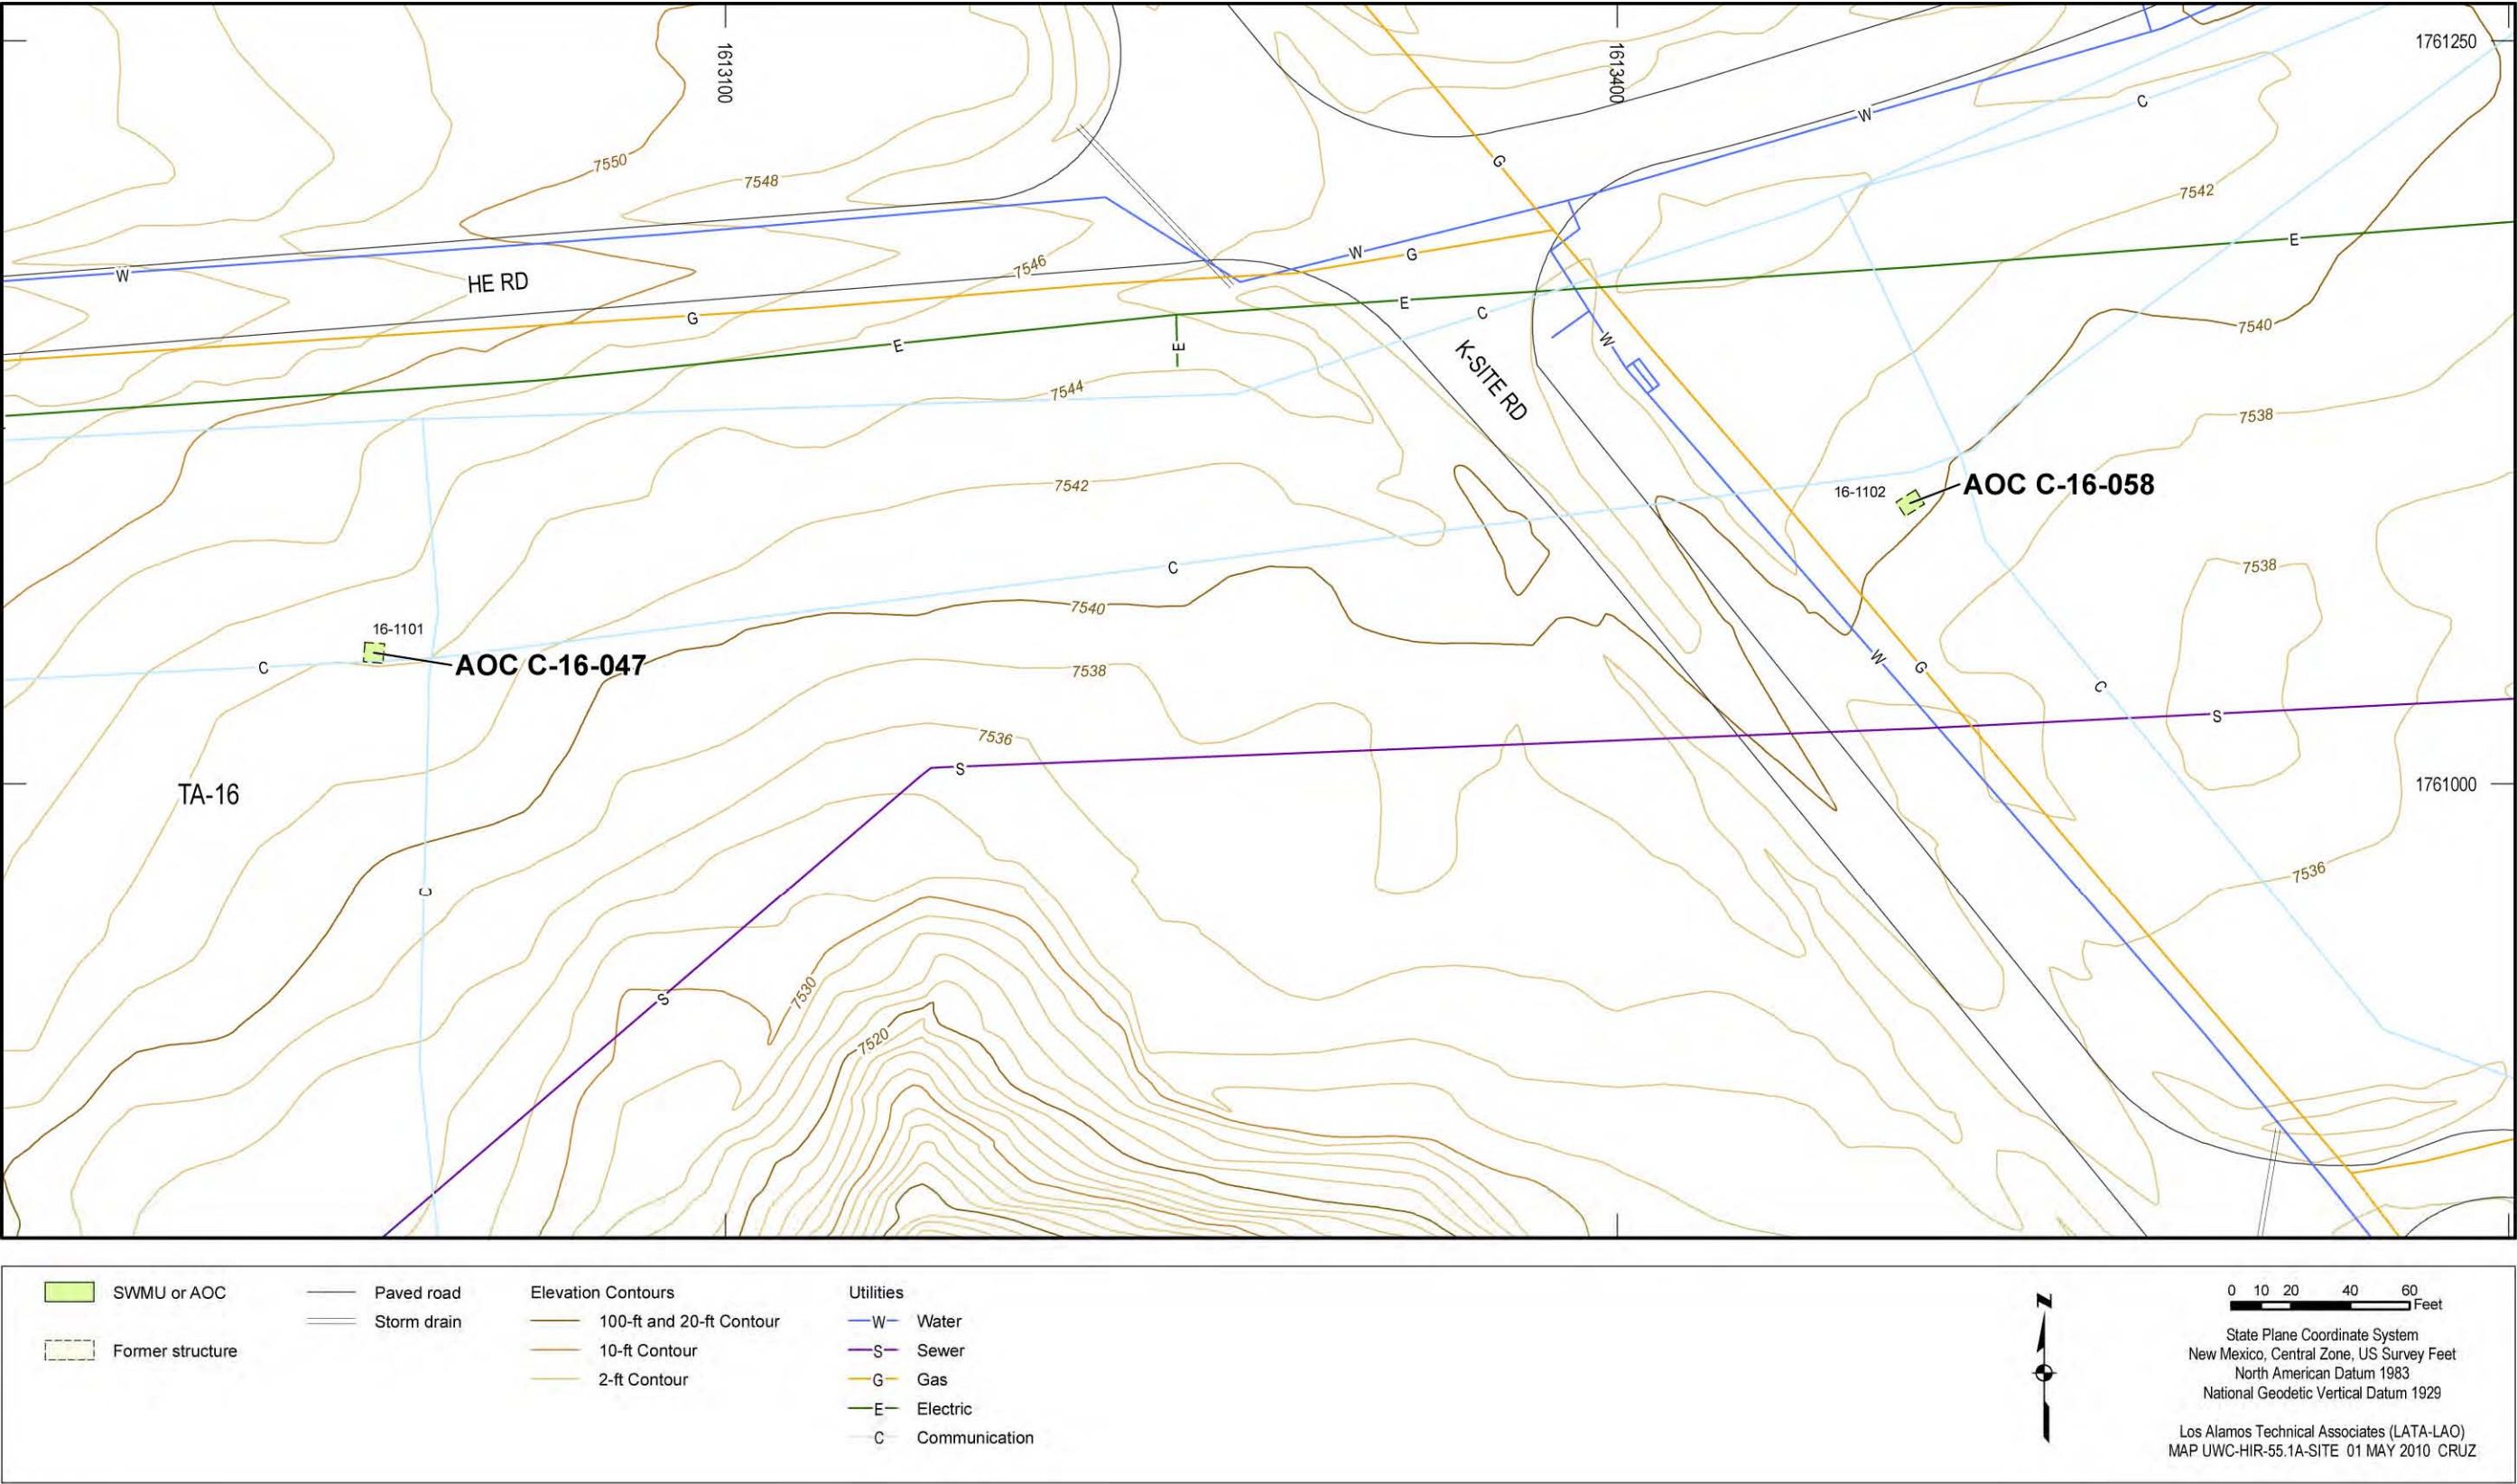 1613100
1613400
1761250
C
W
7550
G
7548
7542
E
W
G
7546
W
HE RD
E
C
G
7540
W
E
E
K-SITE RD
7544
7538
7542
16-1102
AOC C-16-058
C
7538
7540
16-1101
AOC C-16-047
C
7538
W
G
C
S
7536
S
TA-16
1761000
7536
C
S
7530
7520
SWMU or AOC
Former structure
Paved road
Storm drain
Elevation Contours
100-ft and 20-ft Contour
10-ft Contour
2-ft Contour
Utilities
W Water
S Sewer
G Gas
E Electric
C Communication
N
0 10 20 40 60
Feet
State Plane Coordinate System
New Mexico, Central Zone, US Survey Feet
North American Datum 1983
National Geodetic Vertical Datum 1929
Los Alamos Technical Associates (LATA-LAO)
MAP UWC-HIR-55.1A-SITE 01 MAY 2010 CRUZ